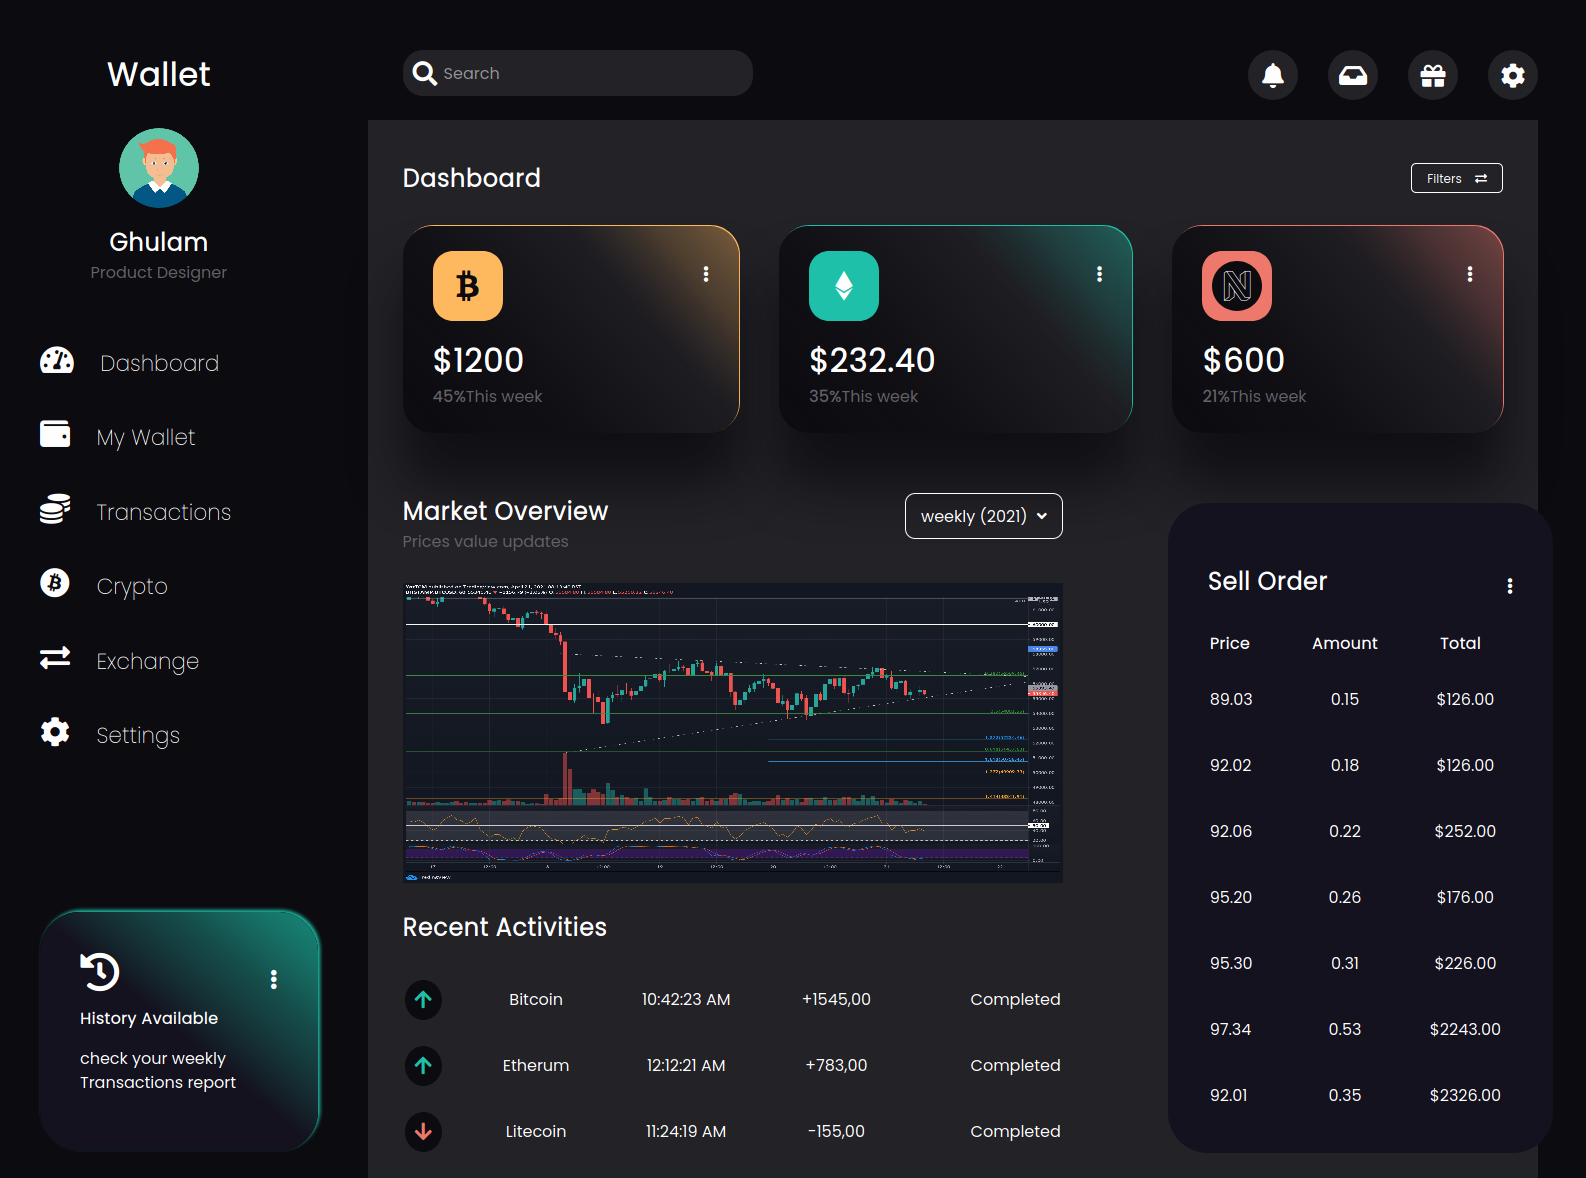 Wallet
Search
Ghulam
Product Designer
Dashboard
My Wallet
Transactions
Crypto
Exchange
Settings
History Available
check your weekly
Transactions report
Dashboard
Filters
$1200
45%This week
$232.40
35%This week
$600
21%This week
Market Overview
Prices value updates
weekly (2021)
Recent Activities
Bitcoin 10:42:23 AM +1545,00 Completed
Etherum 12:12:21 AM +783,00 Completed
Litecoin 11:24:19 AM -155,00 Completed
Sell Order
Price Amount Total
89.03 0.15 $126.00
92.02 0.18 $126.00
92.06 0.22 $252.00
95.20 0.26 $176.00
95.30 0.31 $226.00
97.34 0.53 $2243.00
92.01 0.35 $2326.00